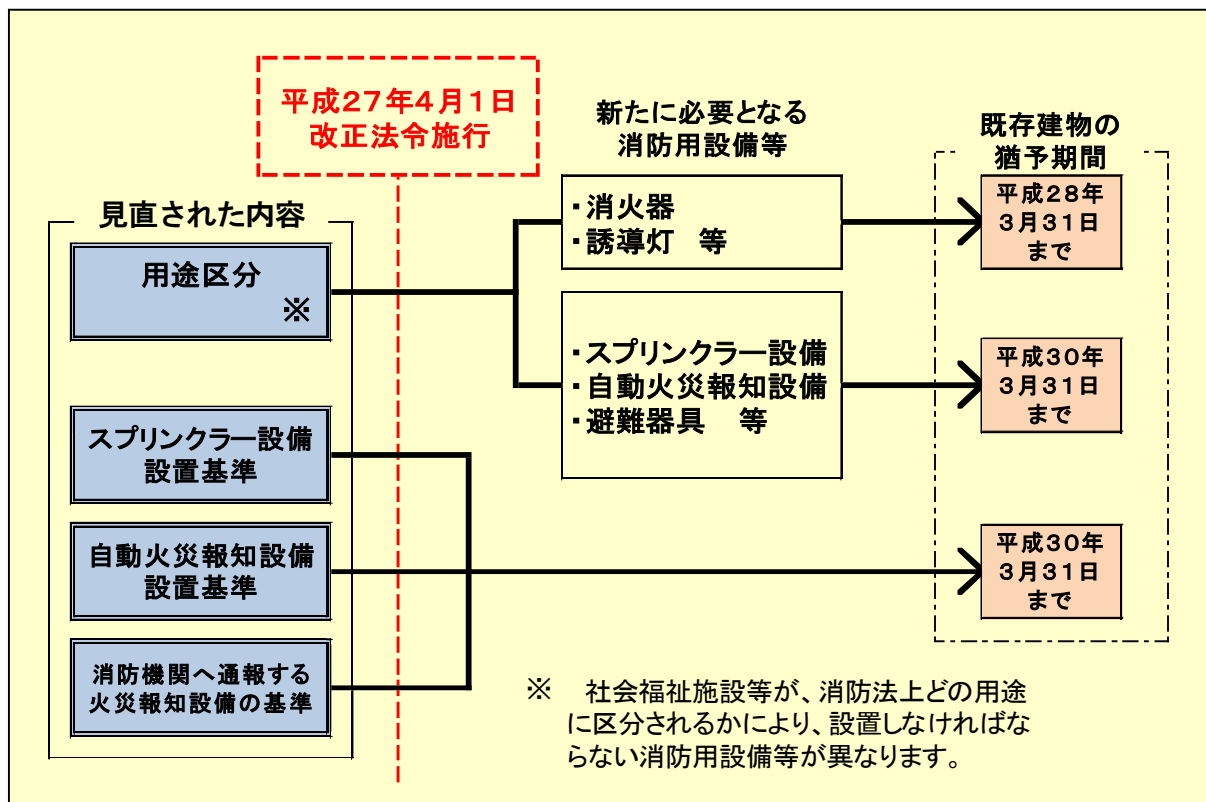 平成27年4月1日
改正法令施行
新たに必要となる
消防用設備等
既存建物の
猶予期間
見直された内容
用途区分
※
・消火器
・誘導灯　等
平成28年
3月31日
まで
・スプリンクラー設備
・自動火災報知設備
・避難器具　等
平成30年
3月31日
まで
スプリンクラー設備
設置基準
自動火災報知設備
設置基準
平成30年
3月31日
まで
消防機関へ通報する
火災報知設備の基準
※　社会福祉施設等が、消防法上どの用途
に区分されるかにより、設置しなければな
らない消防用設備等が異なります。